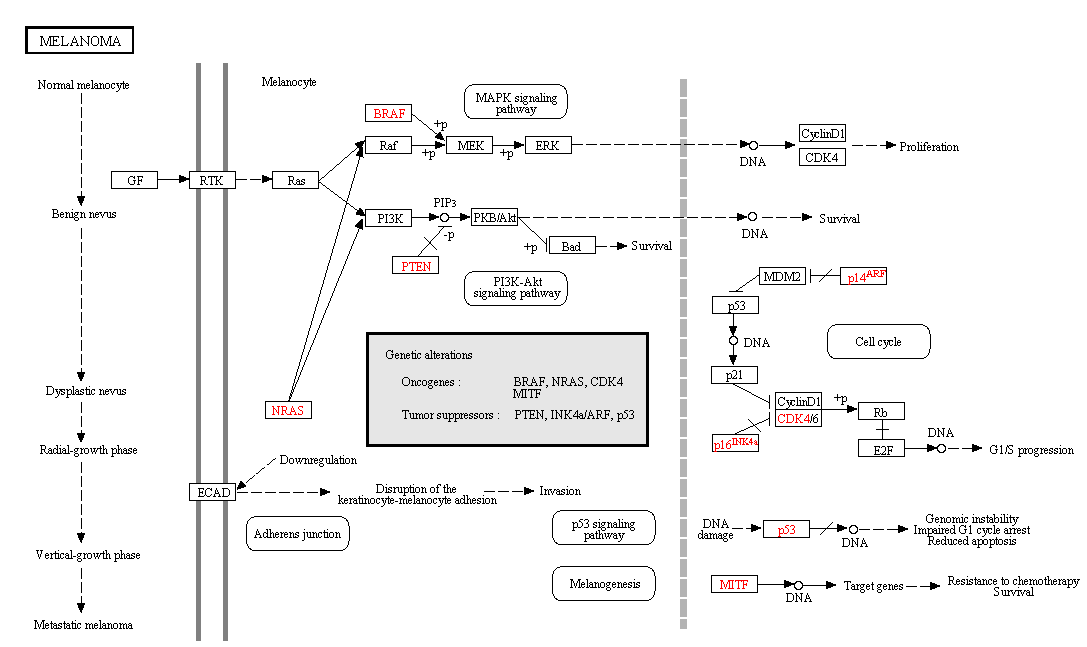 MELANOMA
Normal melanocyte
Benign nevus
Dysplastic nevus
Radial-growth phase
Vertical-growth phase
Metastatic melanoma
Melanocyte
MAPK signaling
pathway
BRAF
+p
Raf
+p
MEK
+p
ERK
DNA
CyclinD1
CDK4
Proliferation
GF
RTK
Ras
PI3K
PIP3
-p
PTEN
PKB/Akt
+p
Bad
Survival
DNA
Survival
PI3K-Akt
signaling pathway
MDM2
p14ARF
p53
DNA
p21
Cell cycle
CyclinD1
CDK4/6
+p
Rb
p16INK4a
E2F
DNA
G1/S progression
Genetic alterations
Oncogenes :
BRAF, NRAS, CDK4
MITF
Tumor suppressors :
PTEN, INK4a/ARF, p53
NRAS
Downregulation
ECAD
Disruption of the
keratinocyte-melanocyte adhesion
Invasion
Adherens junction
p53 signaling
pathway
DNA
damage
p53
DNA
Genomic instability
Impaired G1 cycle arrest
Reduced apoptosis
Melanogenesis
MITF
DNA
Target genes
Resistance to chemotherapy
Survival